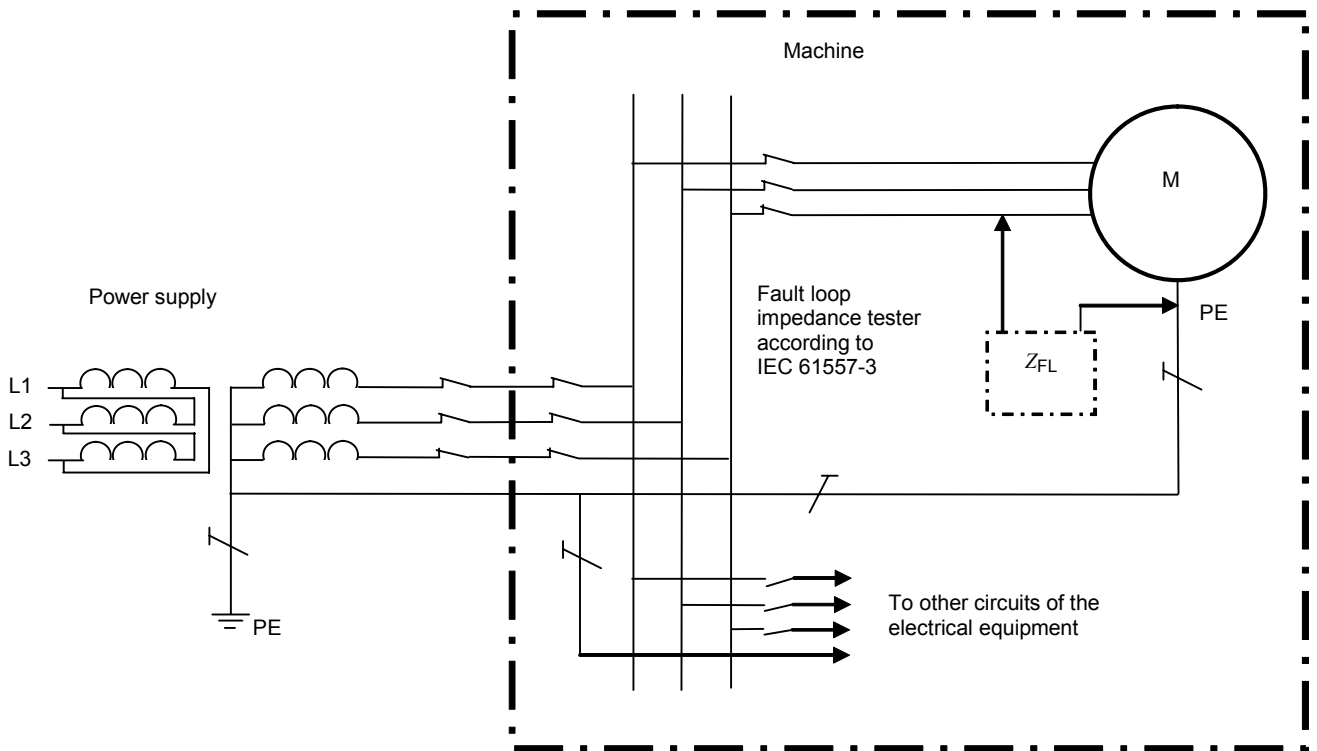 Machine
M
Power supply
Fault loop
impedance tester
according to
IEC 61557-3
PE
ZFL
L1
L2
L3
To other circuits of the
electrical equipment
PE